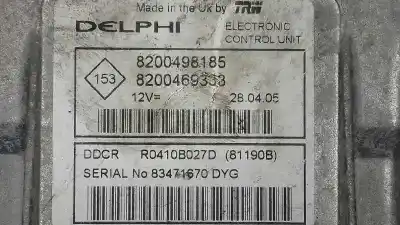 Made in the UK by TRW
DELPHI
ELECTRONIC
CONTROL UNIT
153
8200498185
8200469333
12V=
28.04.05
DDCR R0410B027D (81190B)
SERIAL No 83471670 DYG